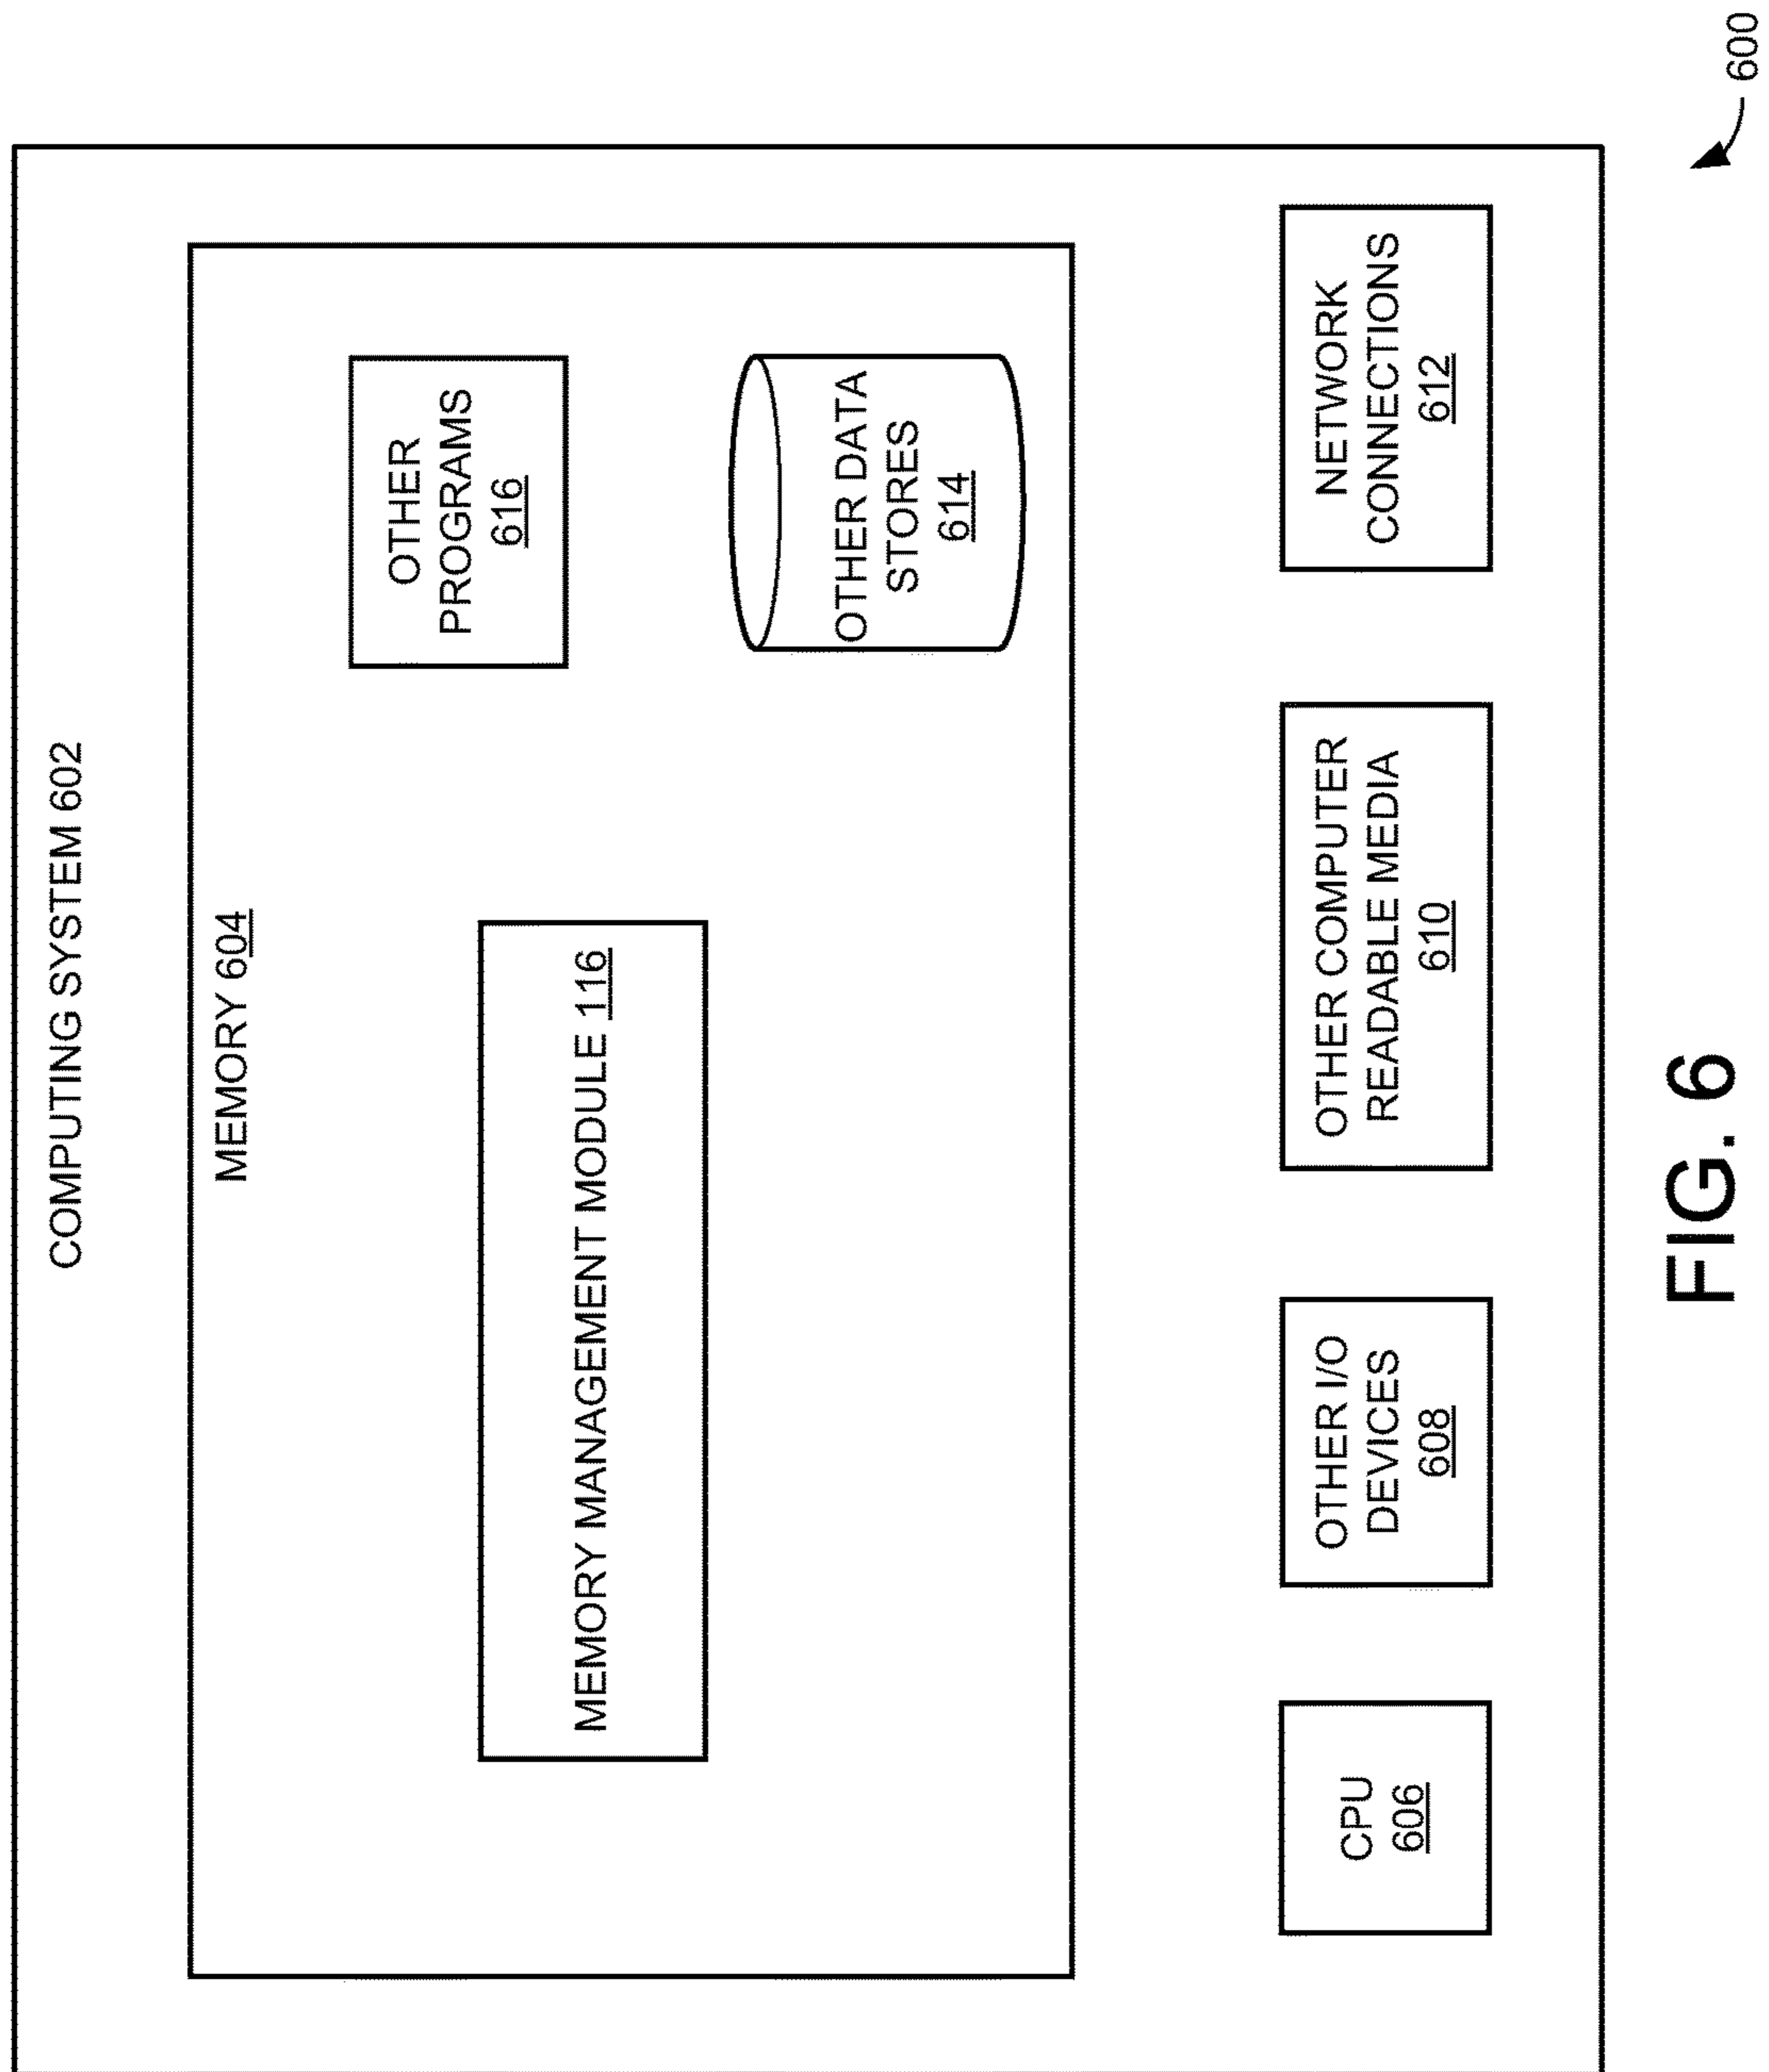 COMPUTING SYSTEM 602
MEMORY 604
MEMORY MANAGEMENT MODULE 116
OTHER
PROGRAMS
616
OTHER DATA
STORES
614
CPU
606
OTHER I/O
DEVICES
608
OTHER COMPUTER
READABLE MEDIA
610
NETWORK
CONNECTIONS
612
FIG. 6
600